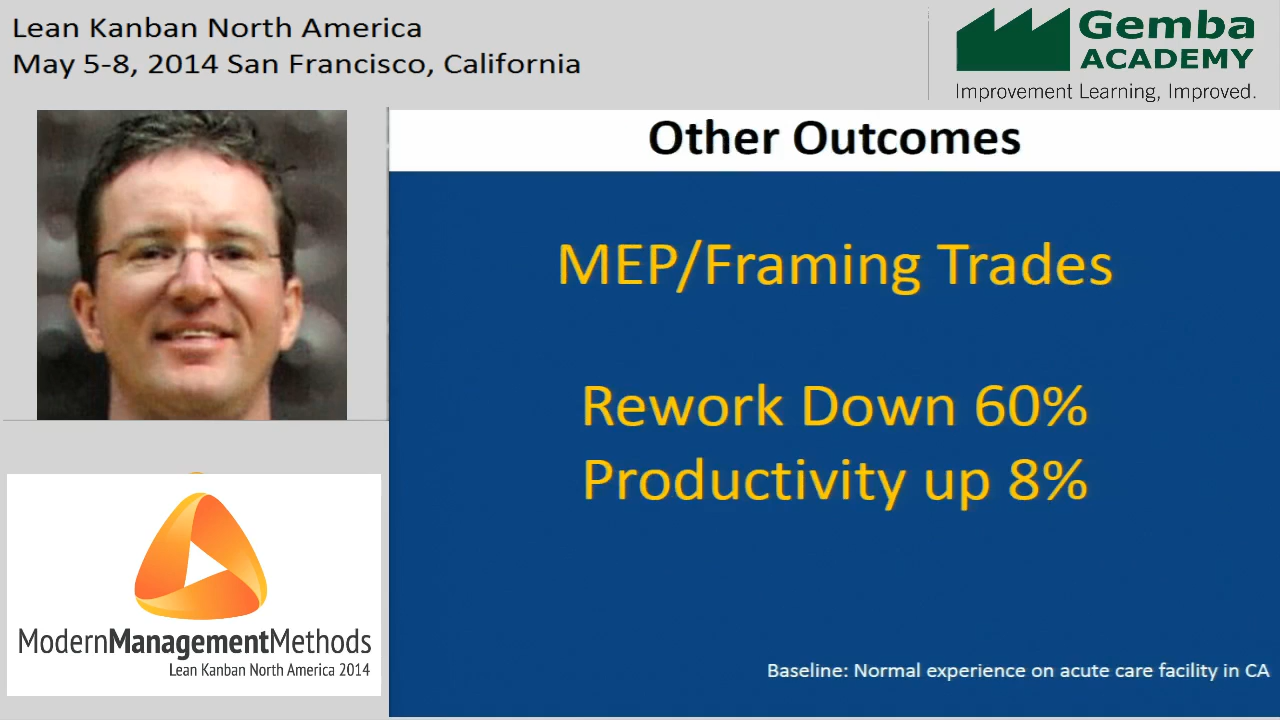 Lean Kanban North America
May 5-8, 2014 San Francisco, California
Gemba
ACADEMY
Improvement Learning, Improved.
Other Outcomes
MEP/Framing Trades
Rework Down 60%
Productivity up 8%
Baseline: Normal experience on acute care facility in CA
ModernManagementMethods
Lean Kanban North America 2014